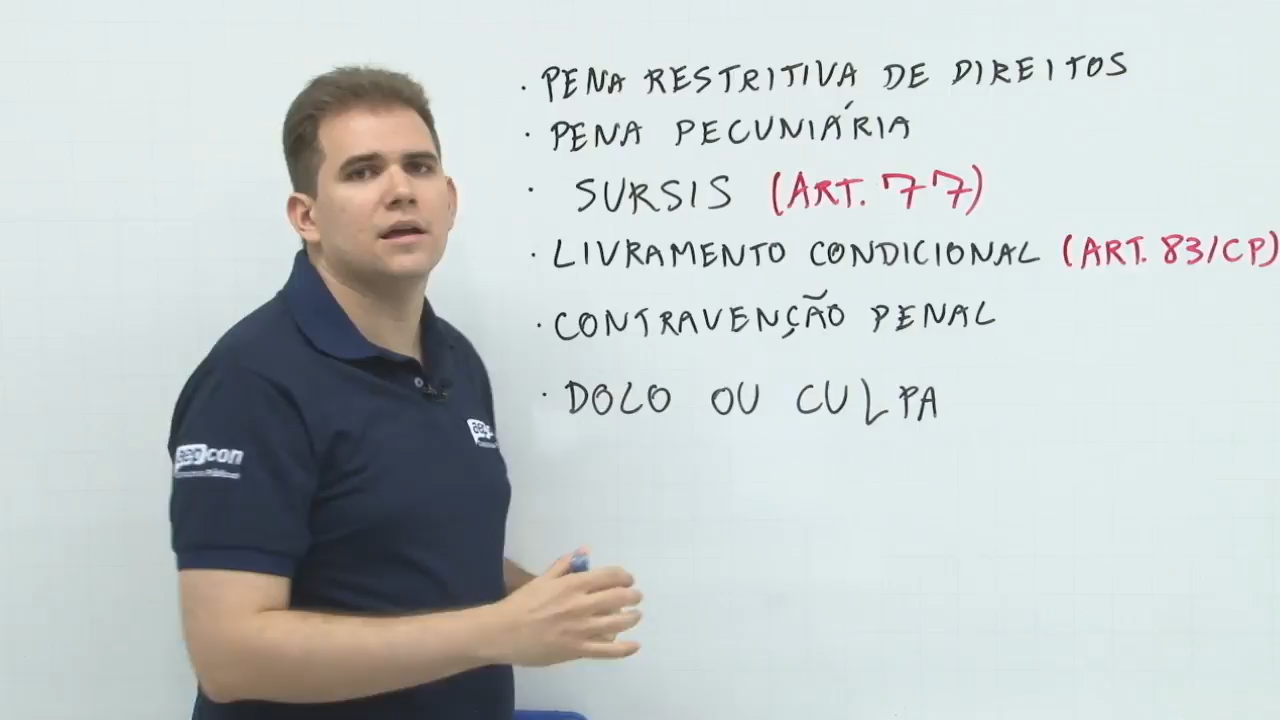 · PENA RESTRITIVA DE DIREITOS
· PENA PECUNIÁRIA
· SURSIS (ART. 77)
· LIVRAMENTO CONDICIONAL (ART. 83/CP)
· CONTRAVENÇÃO PENAL
· DOLO OU CULPA